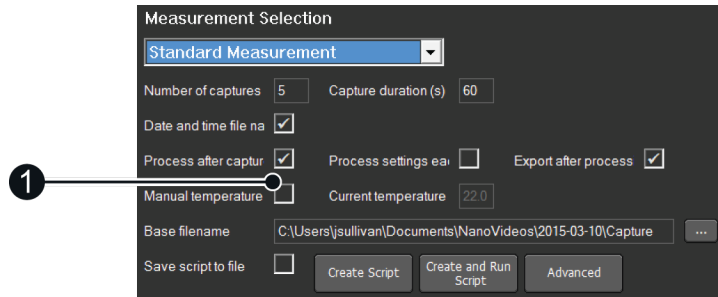 Measurement Selection
Standard Measurement
Number of captures 5 Capture duration (s) 60
Date and time file na
Process after captur Process settings ea Export after process
1
Manual temperature Current temperature 22.0
Base filename C:\Users\jsullivan\Documents\NanoVideos\2015-03-10\Capture ...
Save script to file Create Script Create and Run Script Advanced